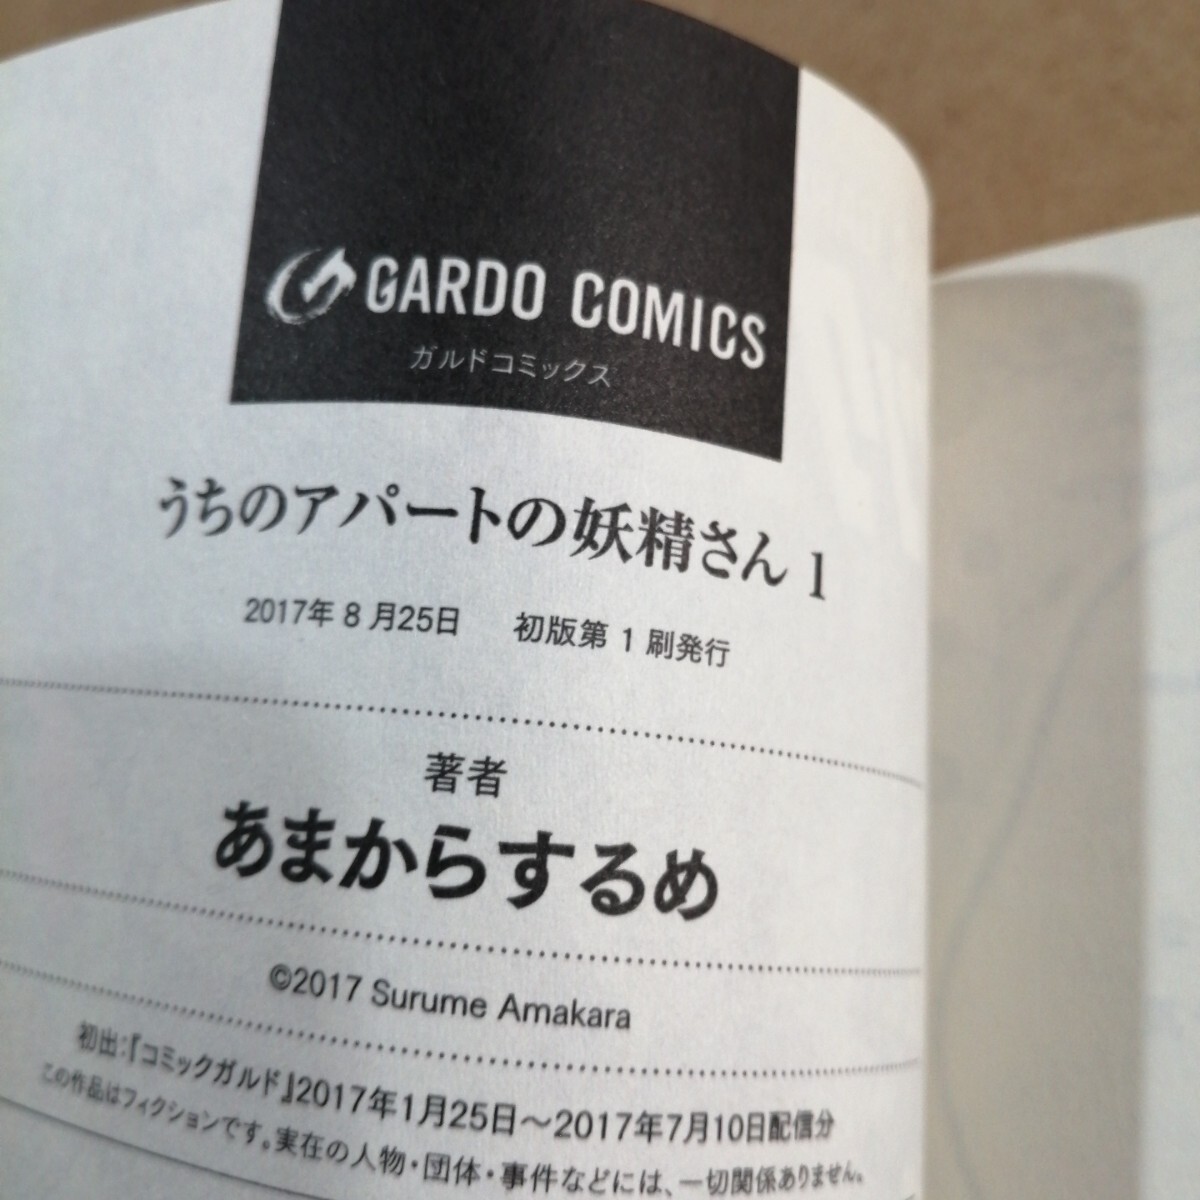 GARDO COMICS
ガルドコミックス
うちのアパートの妖精さん 1
2017年8月25日 初版第1刷発行
著者
あまからするめ
©2017 Surume Amakara
初出:『コミックガルド』2017年1月25日〜2017年7月10日配信分
この作品はフィクションです。実在の人物・団体・事件などには、一切関係ありません。